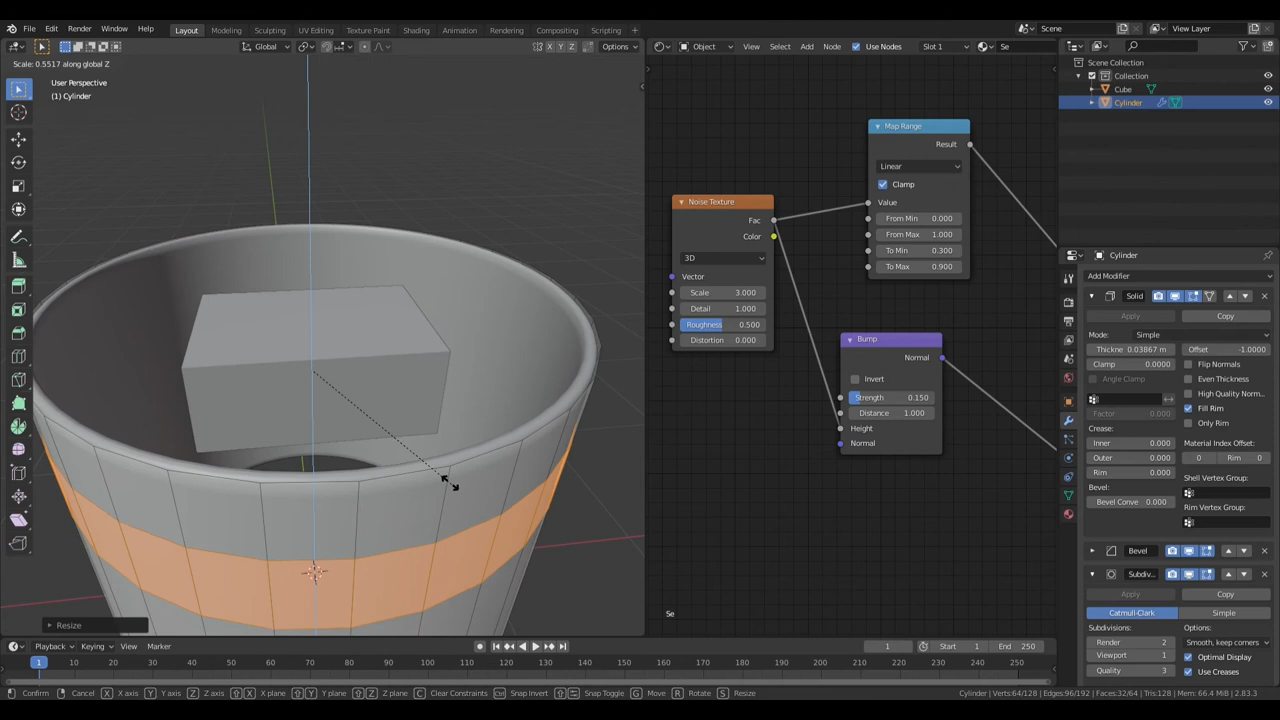 File Edit Render Window Help Layout Modeling Sculpting UV Editing Texture Paint Shading Animation Rendering Compositing Scripting Scene View Layer
Global Options
Object View Select Add Node Use Nodes Slot 1 Se
Scale: 0.5517 along global Z
X Y Z
User Perspective
(1) Cylinder
Scene Collection
Collection
Cube
Cylinder
Map Range
Result
Linear
Clamp
Value
From Min 0.000
From Max 1.000
To Min 0.300
To Max 0.900
Noise Texture
Fac
Color
3D
Vector
Scale 3.000
Detail 1.000
Roughness 0.500
Distortion 0.000
Bump
Normal
Invert
Strength 0.150
Distance 1.000
Height
Normal
Se
Cylinder
Add Modifier
Solid
Apply Copy
Mode: Simple
Thickne 0.03867 m Offset -1.0000
Clamp 0.0000 Flip Normals
Angle Clamp Even Thickness
High Quality Norm...
Factor 0.000 Fill Rim
Only Rim
Crease:
Inner 0.000 Material Index Offset:
Outer 0.000 0 Rim 0
Rim 0.000 Shell Vertex Group:
Bevel:
Bevel Conve 0.000 Rim Vertex Group:
Bevel
Subdiv...
Apply Copy
Catmull-Clark Simple
Subdivisions: Options:
Render 2 Smooth, keep corners
Viewport 1 Optimal Display
Quality 3 Use Creases
Resize
Playback Keying View Marker 1 Start 1 End 250
1 10 20 30 40 50 60 70 80 90 100 110 120 130 140 150 160 170 180 190 200 210 220 230 240 250
Confirm Cancel X X axis Y Y axis Z Z axis X X plane Y Y plane Z Z plane C Clear Constraints Ctrl Snap Invert Snap Toggle G Move R Rotate S Resize Cylinder | Verts:64/128 | Edges:96/192 | Faces:32/64 | Tris:128 | Mem: 66.4 MiB | 2.83.3